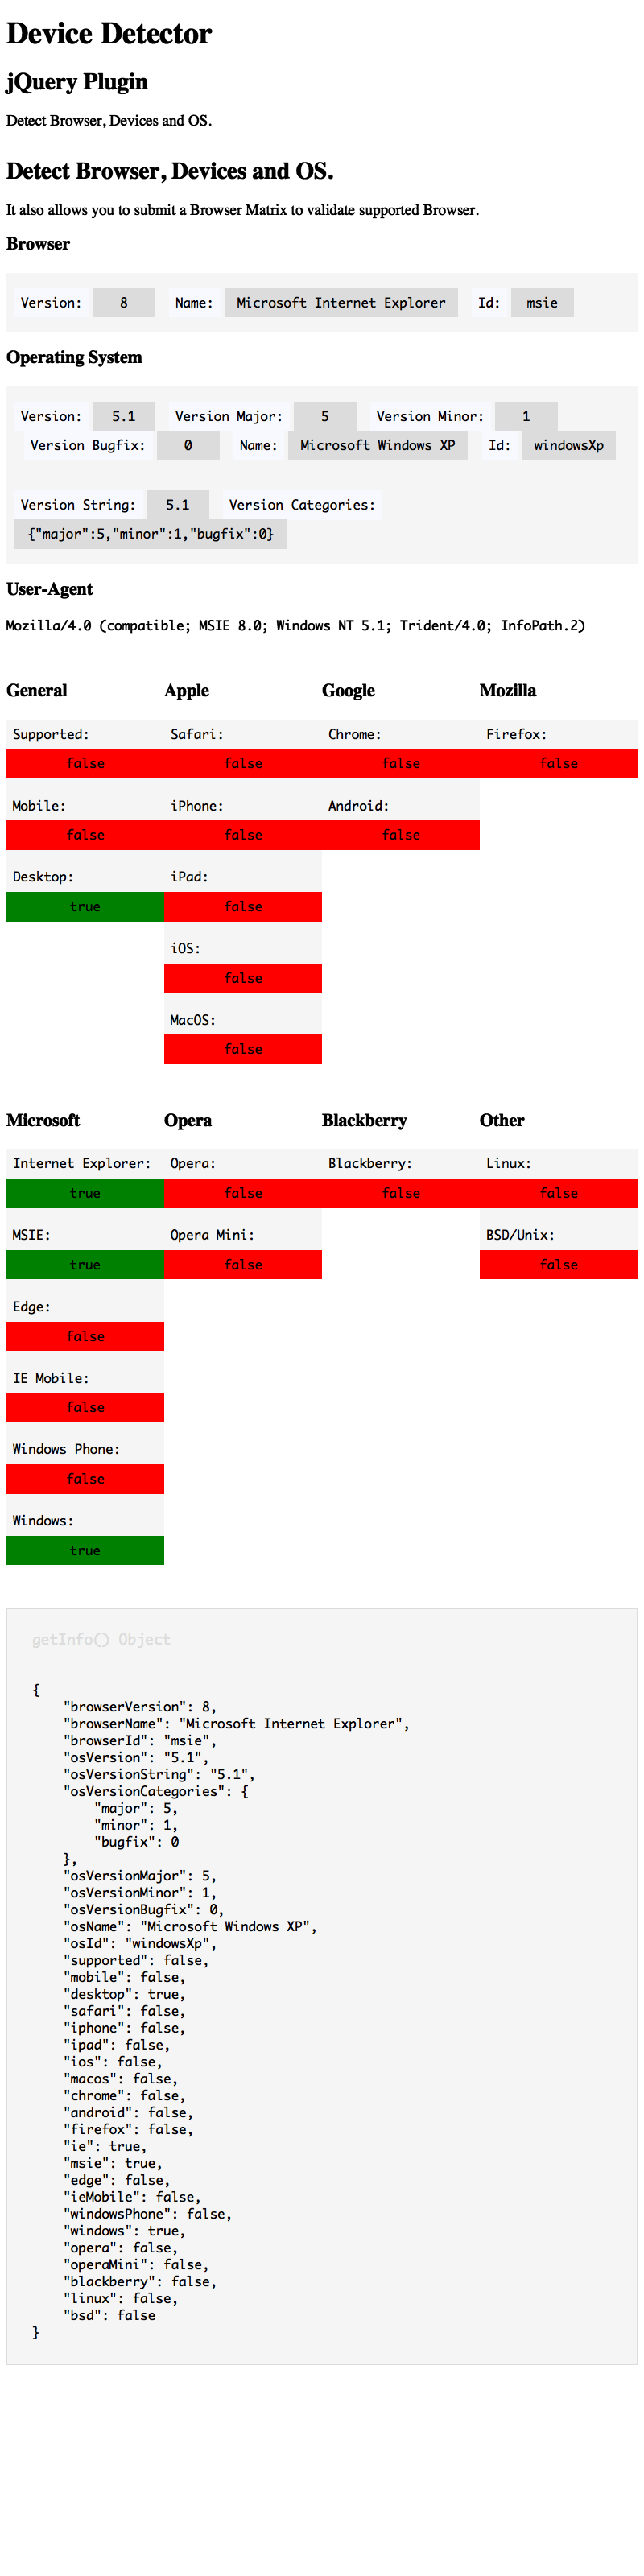 Device Detector
jQuery Plugin
Detect Browser, Devices and OS.
Detect Browser, Devices and OS.
It also allows you to submit a Browser Matrix to validate supported Browser.
Browser
Version: 8 Name: Microsoft Internet Explorer Id: msie
Operating System
Version: 5.1 Version Major: 5 Version Minor: 1
Version Bugfix: 0 Name: Microsoft Windows XP Id: windowsXp
Version String: 5.1 Version Categories:
{"major":5,"minor":1,"bugfix":0}
User-Agent
Mozilla/4.0 (compatible; MSIE 8.0; Windows NT 5.1; Trident/4.0; InfoPath.2)
General Apple Google Mozilla
Supported: Safari: Chrome: Firefox:
false false false false
Mobile: iPhone: Android:
false false false
Desktop: iPad:
true false
iOS:
false
MacOS:
false
Microsoft Opera Blackberry Other
Internet Explorer: Opera: Blackberry: Linux:
true false false false
MSIE: Opera Mini: BSD/Unix:
true false false
Edge:
false
IE Mobile:
false
Windows Phone:
false
Windows:
true
getInfo() Object
{
    "browserVersion": 8,
    "browserName": "Microsoft Internet Explorer",
    "browserId": "msie",
    "osVersion": "5.1",
    "osVersionString": "5.1",
    "osVersionCategories": {
        "major": 5,
        "minor": 1,
        "bugfix": 0
    },
    "osVersionMajor": 5,
    "osVersionMinor": 1,
    "osVersionBugfix": 0,
    "osName": "Microsoft Windows XP",
    "osId": "windowsXp",
    "supported": false,
    "mobile": false,
    "desktop": true,
    "safari": false,
    "iphone": false,
    "ipad": false,
    "ios": false,
    "macos": false,
    "chrome": false,
    "android": false,
    "firefox": false,
    "ie": true,
    "msie": true,
    "edge": false,
    "ieMobile": false,
    "windowsPhone": false,
    "windows": true,
    "opera": false,
    "operaMini": false,
    "blackberry": false,
    "linux": false,
    "bsd": false
}